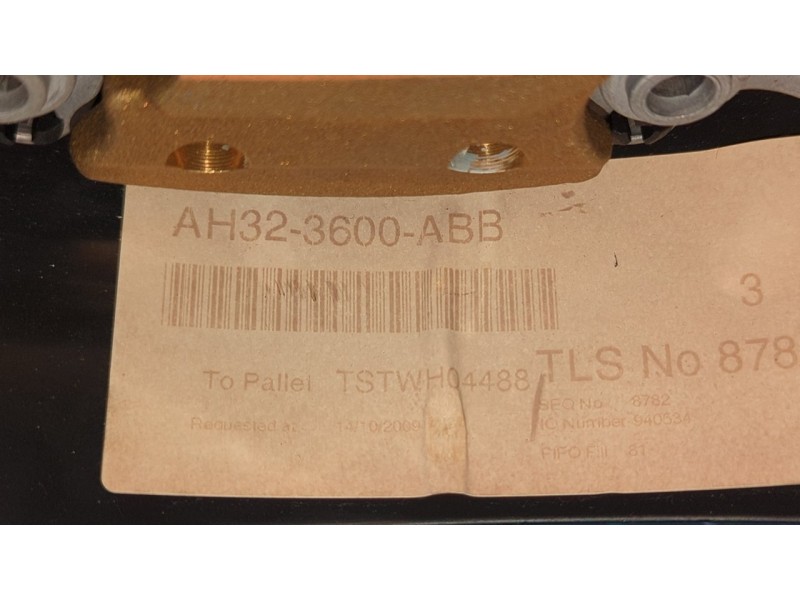 AH32-3600-ABB
3
To Pallet TSTWH04488
TLS No 878
SEQ No 8782
Requested at 14/10/2009
IC Number 940534
FIFO Fill 81